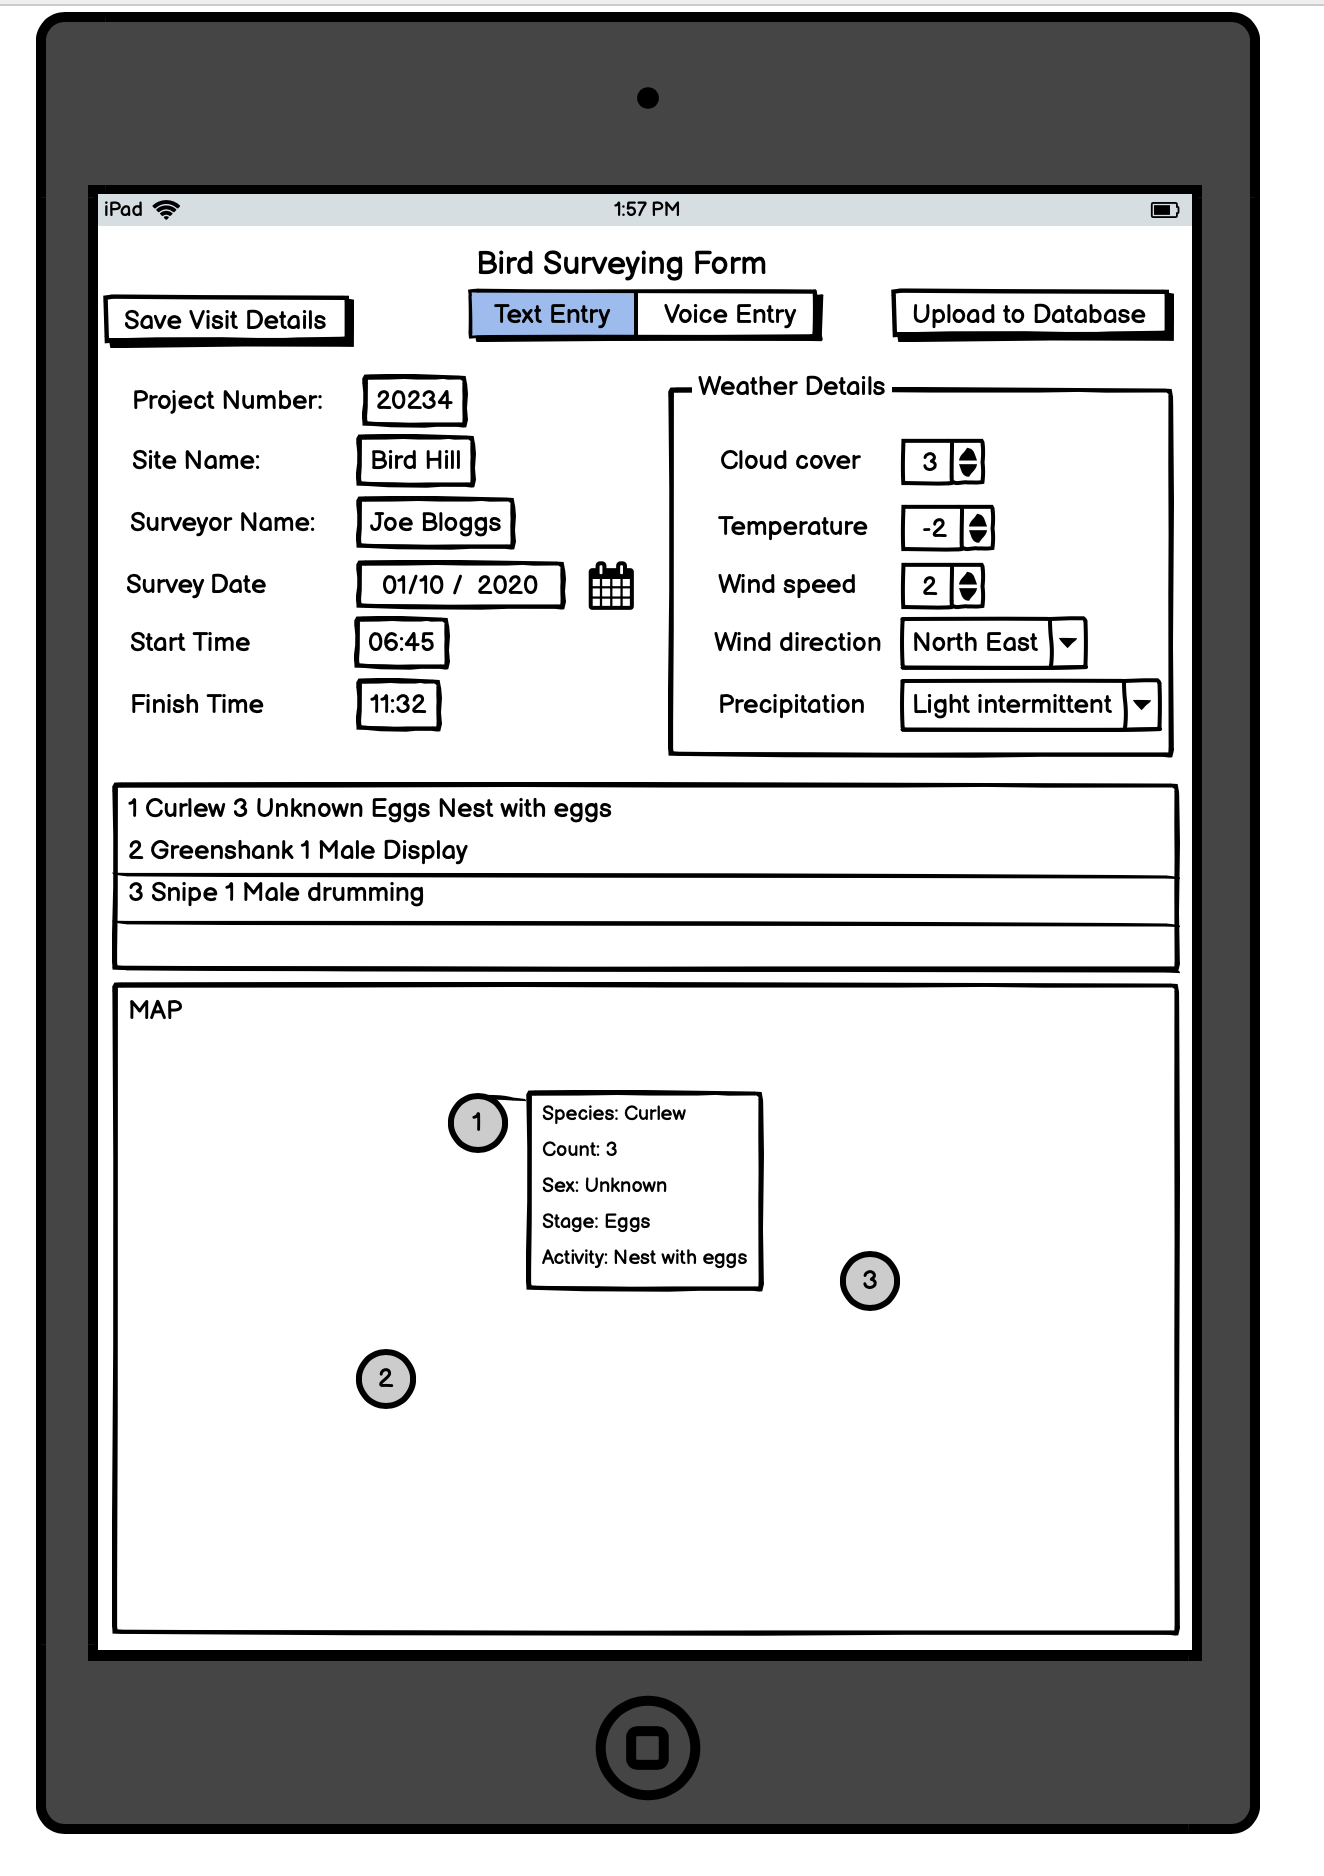 iPad 1:57 PM
Bird Surveying Form
Save Visit Details
Text Entry
Voice Entry
Upload to Database
Project Number: 20234
Site Name: Bird Hill
Surveyor Name: Joe Bloggs
Survey Date 01/10 / 2020
Start Time 06:45
Finish Time 11:32
Weather Details
Cloud cover 3
Temperature -2
Wind speed 2
Wind direction North East
Precipitation Light intermittent
1 Curlew 3 Unknown Eggs Nest with eggs
2 Greenshank 1 Male Display
3 Snipe 1 Male drumming
MAP
1
Species: Curlew
Count: 3
Sex: Unknown
Stage: Eggs
Activity: Nest with eggs
3
2